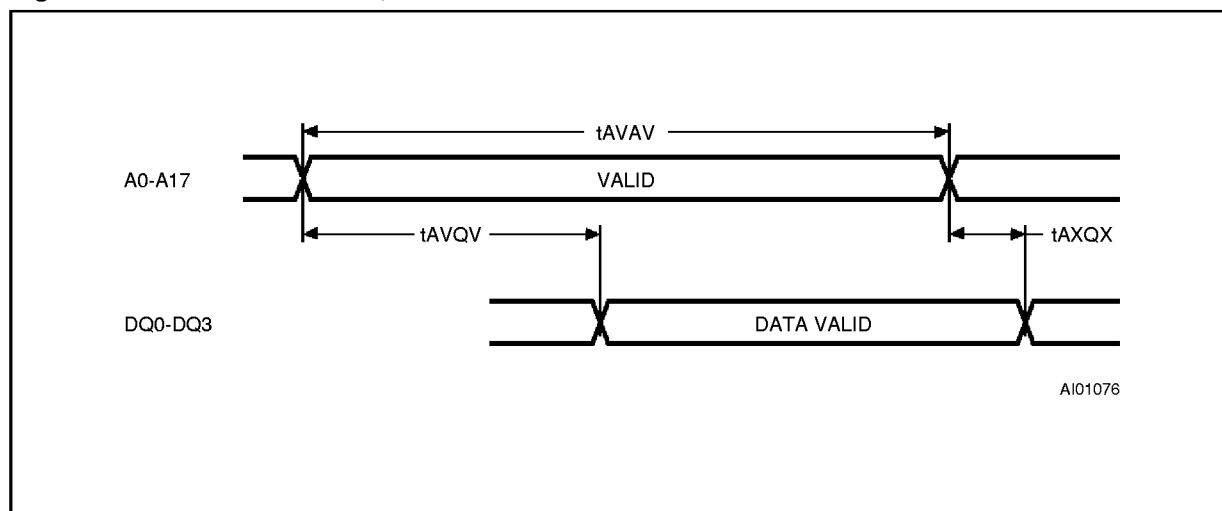 tAVAV
A0-A17
VALID
tAVQV
tAXQX
DQ0-DQ3
DATA VALID
AI01076